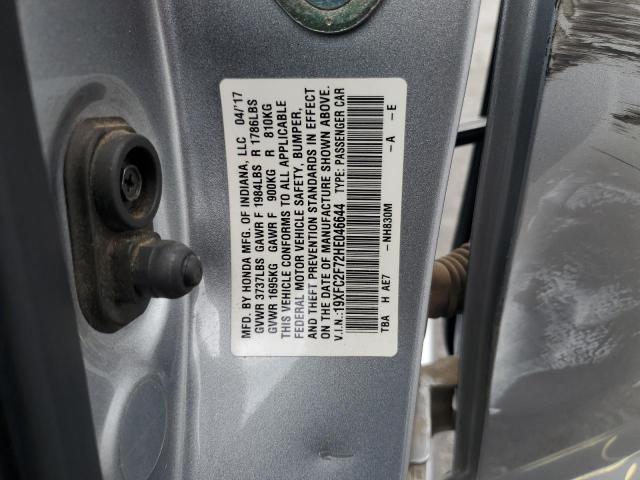 MFD. BY HONDA MFG. OF INDIANA, LLC 04/'17
GVWR 3737LBS GAWR F 1984LBS R 1786LBS
GVWR 1695KG GAWR F 900KG R 810KG
THIS VEHICLE CONFORMS TO ALL APPLICABLE
FEDERAL MOTOR VEHICLE SAFETY, BUMPER,
AND THEFT PREVENTION STANDARDS IN EFFECT
ON THE DATE OF MANUFACTURE SHOWN ABOVE.
V.I.N.:19XFC2F72HE046644 TYPE: PASSENGER CAR
TBA H AE7 -NH830M -A -E